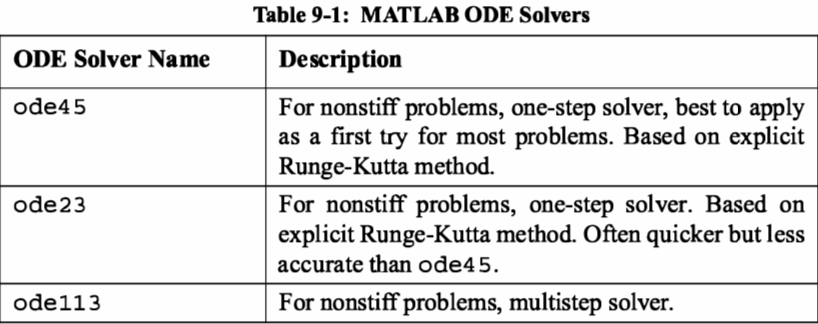 Table 9-1: MATLAB ODE Solvers
ODE Solver Name Description
ode45 For nonstiff problems, one-step solver, best to apply
as a first try for most problems. Based on explicit
Runge-Kutta method.
ode23 For nonstiff problems, one-step solver. Based on
explicit Runge-Kutta method. Often quicker but less
accurate than ode45.
ode113 For nonstiff problems, multistep solver.